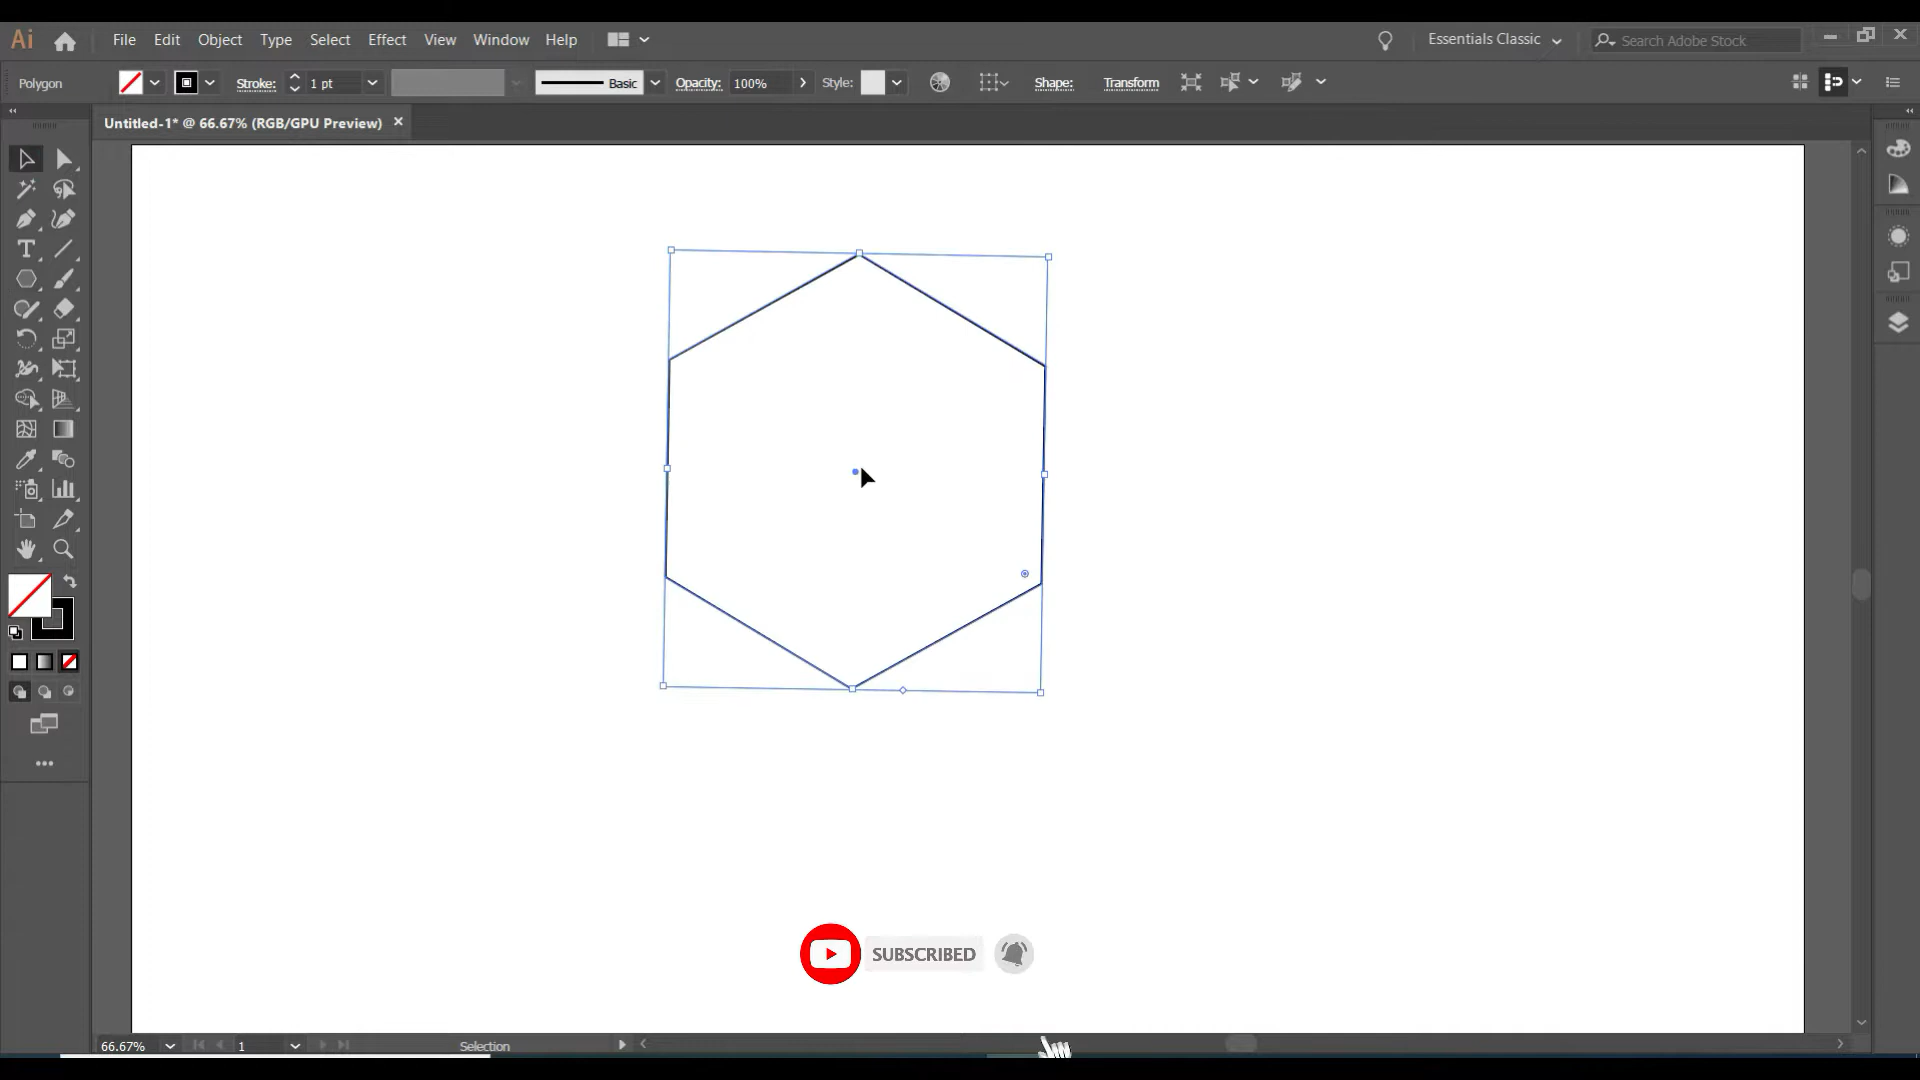 Ai File Edit Object Type Select Effect View Window Help Essentials Classic Search Adobe Stock
Polygon Stroke: 1 pt Basic Opacity: 100% Style: Shape: Transform
Untitled-1* @ 66.67% (RGB/GPU Preview)
SUBSCRIBED
66.67% 1 Selection